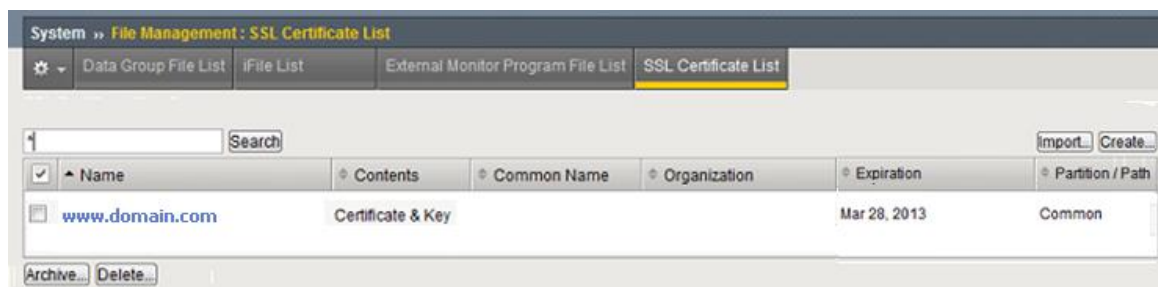 System » File Management : SSL Certificate List
Data Group File List iFile List External Monitor Program File List SSL Certificate List
* Search Import... Create...
Name Contents Common Name Organization Expiration Partition / Path
www.domain.com Certificate & Key Mar 28, 2013 Common
Archive... Delete...